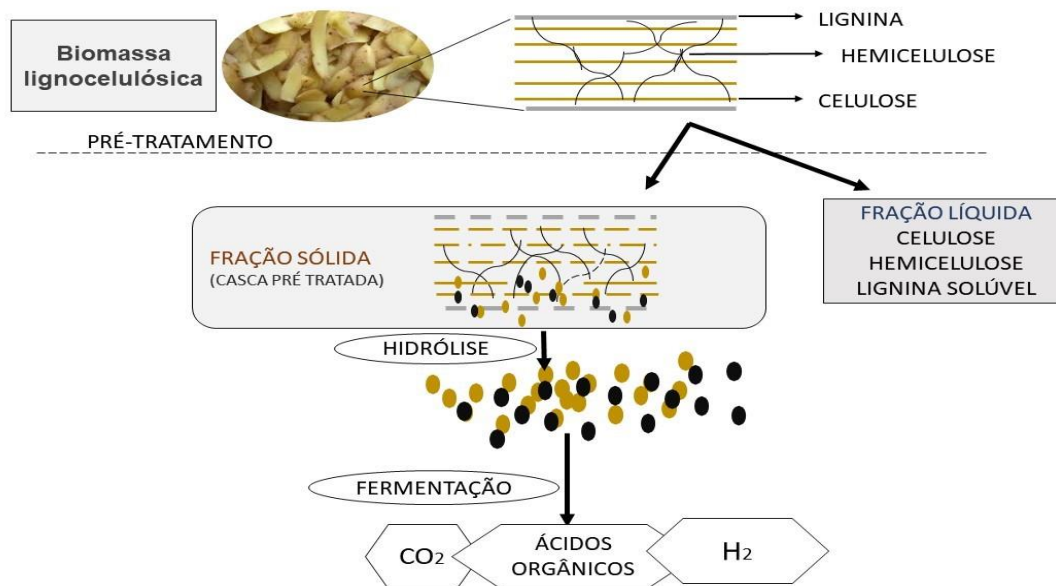 Biomassa
lignocelulósica
LIGNINA
HEMICELULOSE
CELULOSE
PRÉ-TRATAMENTO
FRAÇÃO SÓLIDA
(CASCA PRÉ TRATADA)
FRAÇÃO LÍQUIDA
CELULOSE
HEMICELULOSE
LIGNINA SOLÚVEL
HIDRÓLISE
FERMENTAÇÃO
CO2
ÁCIDOS
ORGÂNICOS
H2